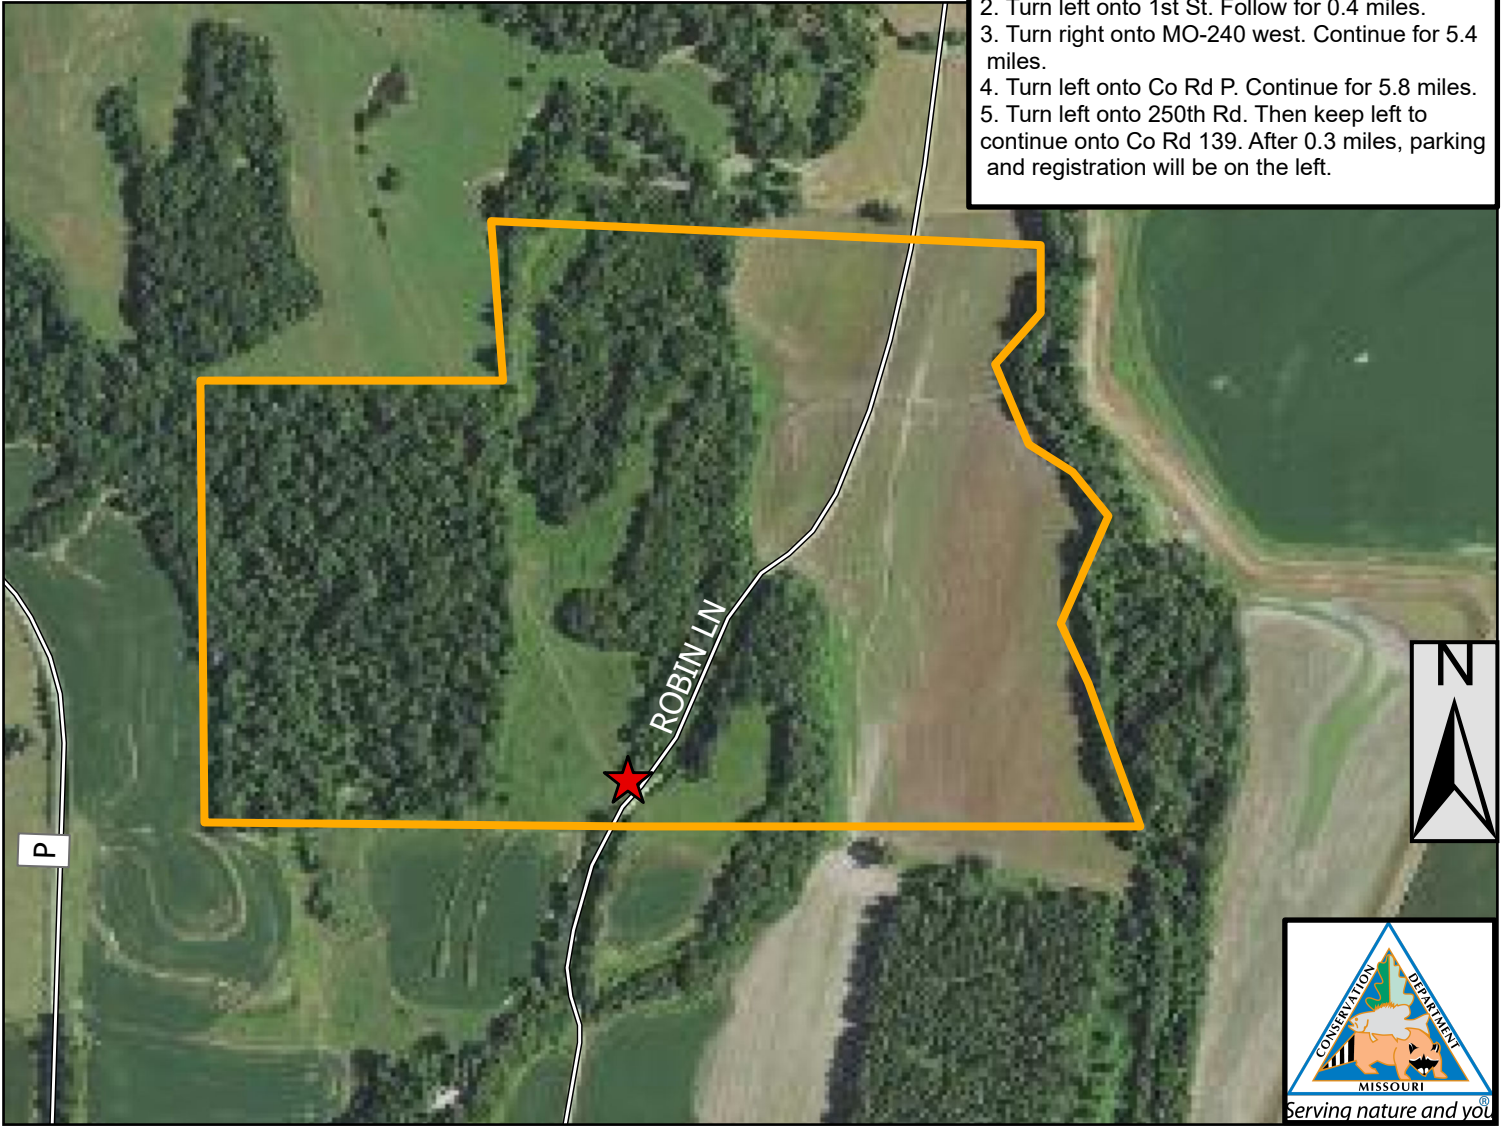 2. Turn left onto 1st St. Follow for 0.4 miles.
3. Turn right onto MO-240 west. Continue for 5.4
miles.
4. Turn left onto Co Rd P. Continue for 5.8 miles.
5. Turn left onto 250th Rd. Then keep left to
continue onto Co Rd 139. After 0.3 miles, parking
and registration will be on the left.
ROBIN LN
N
P
CONSERVATION
DEPARTMENT
MISSOURI
®
Serving nature and you